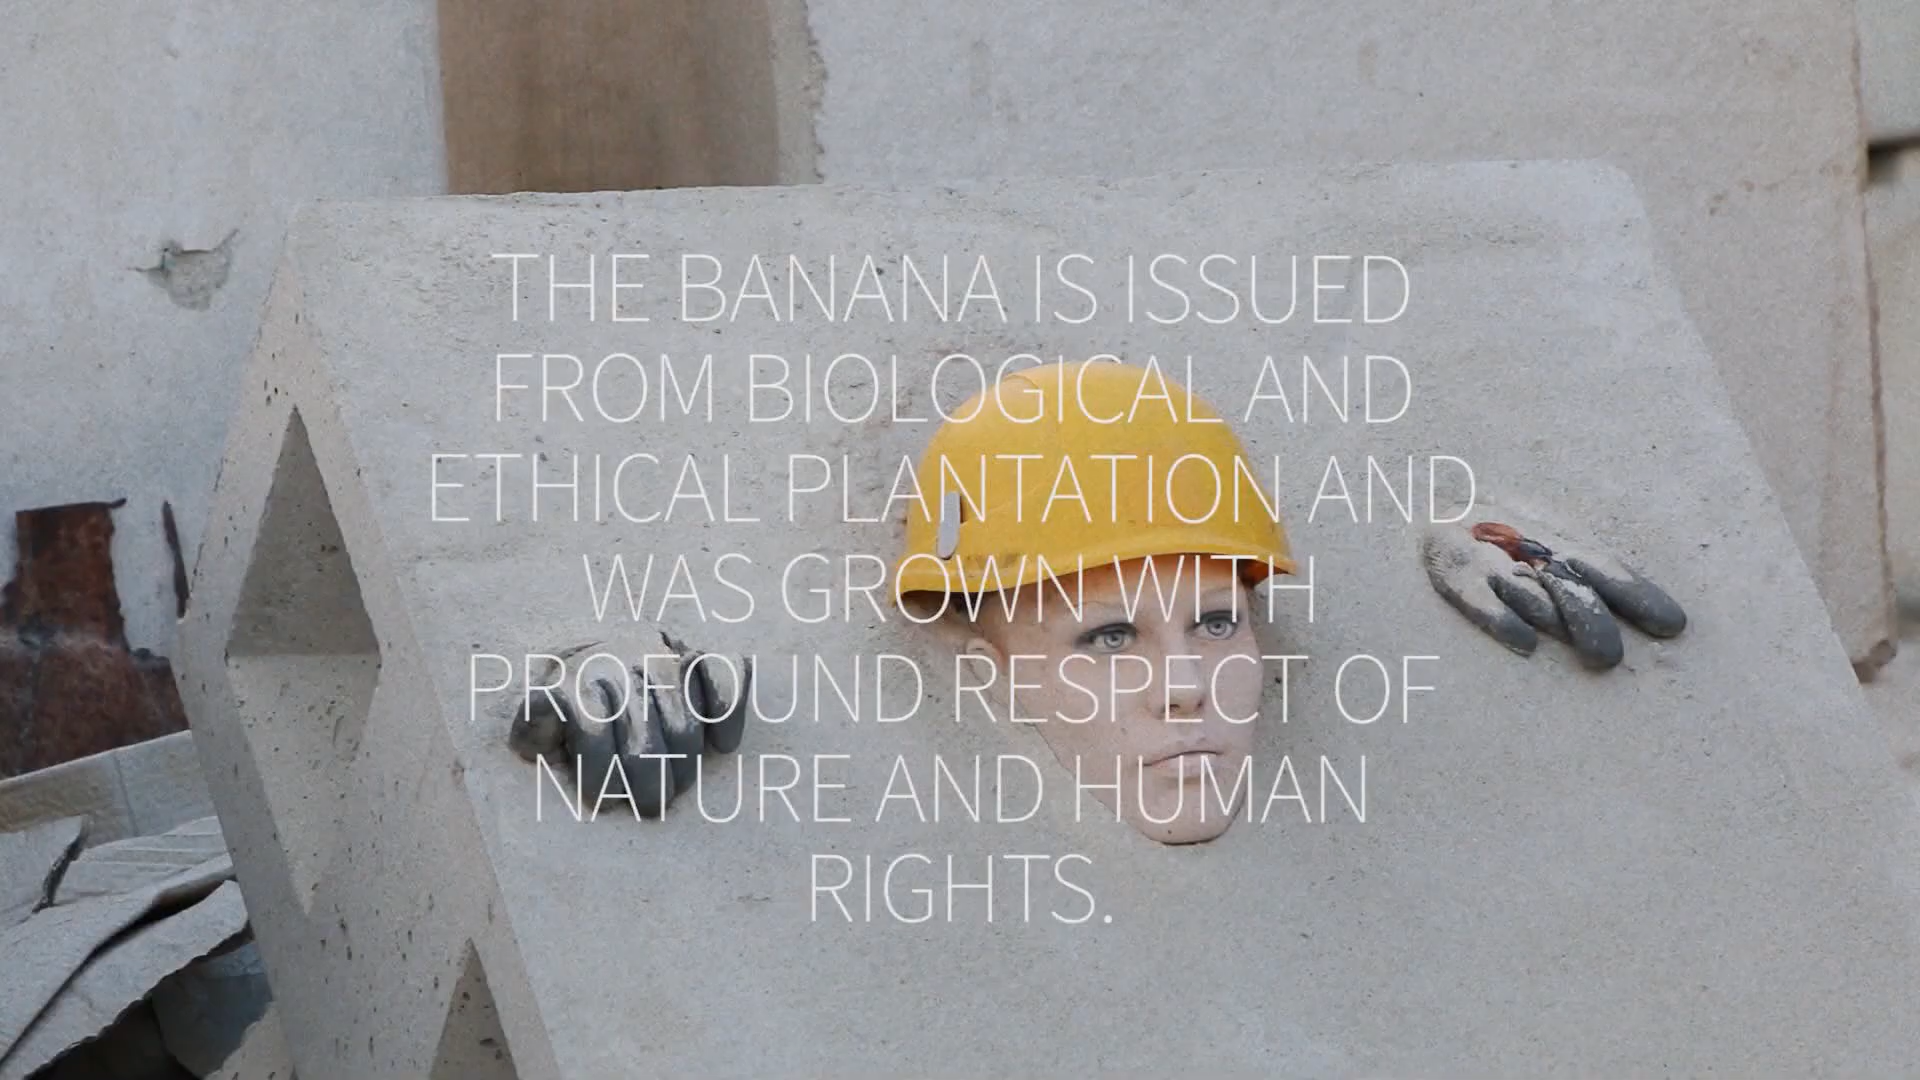 THE BANANA IS ISSUED
FROM BIOLOGICAL AND
ETHICAL PLANTATION AND
WAS GROWN WITH
PROFOUND RESPECT OF
NATURE AND HUMAN
RIGHTS.